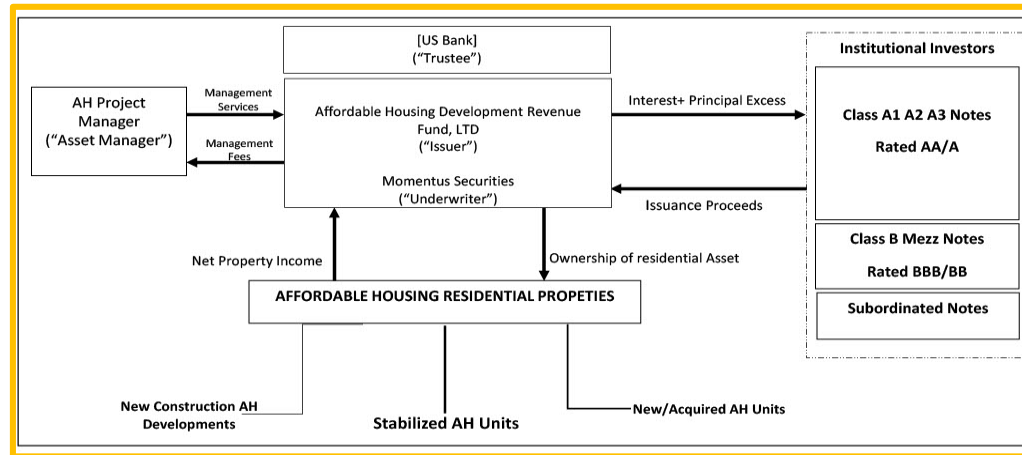 [US Bank]
(“Trustee”)
Institutional Investors
AH Project
Manager
(“Asset Manager”)
Management
Services
Management
Fees
Affordable Housing Development Revenue
Fund, LTD
(“Issuer”)
Momentus Securities
(“Underwriter”)
Interest+ Principal Excess
Issuance Proceeds
Class A1 A2 A3 Notes
Rated AA/A
Class B Mezz Notes
Rated BBB/BB
Subordinated Notes
Net Property Income
Ownership of residential Asset
AFFORDABLE HOUSING RESIDENTIAL PROPETIES
New Construction AH
Developments
Stabilized AH Units
New/Acquired AH Units